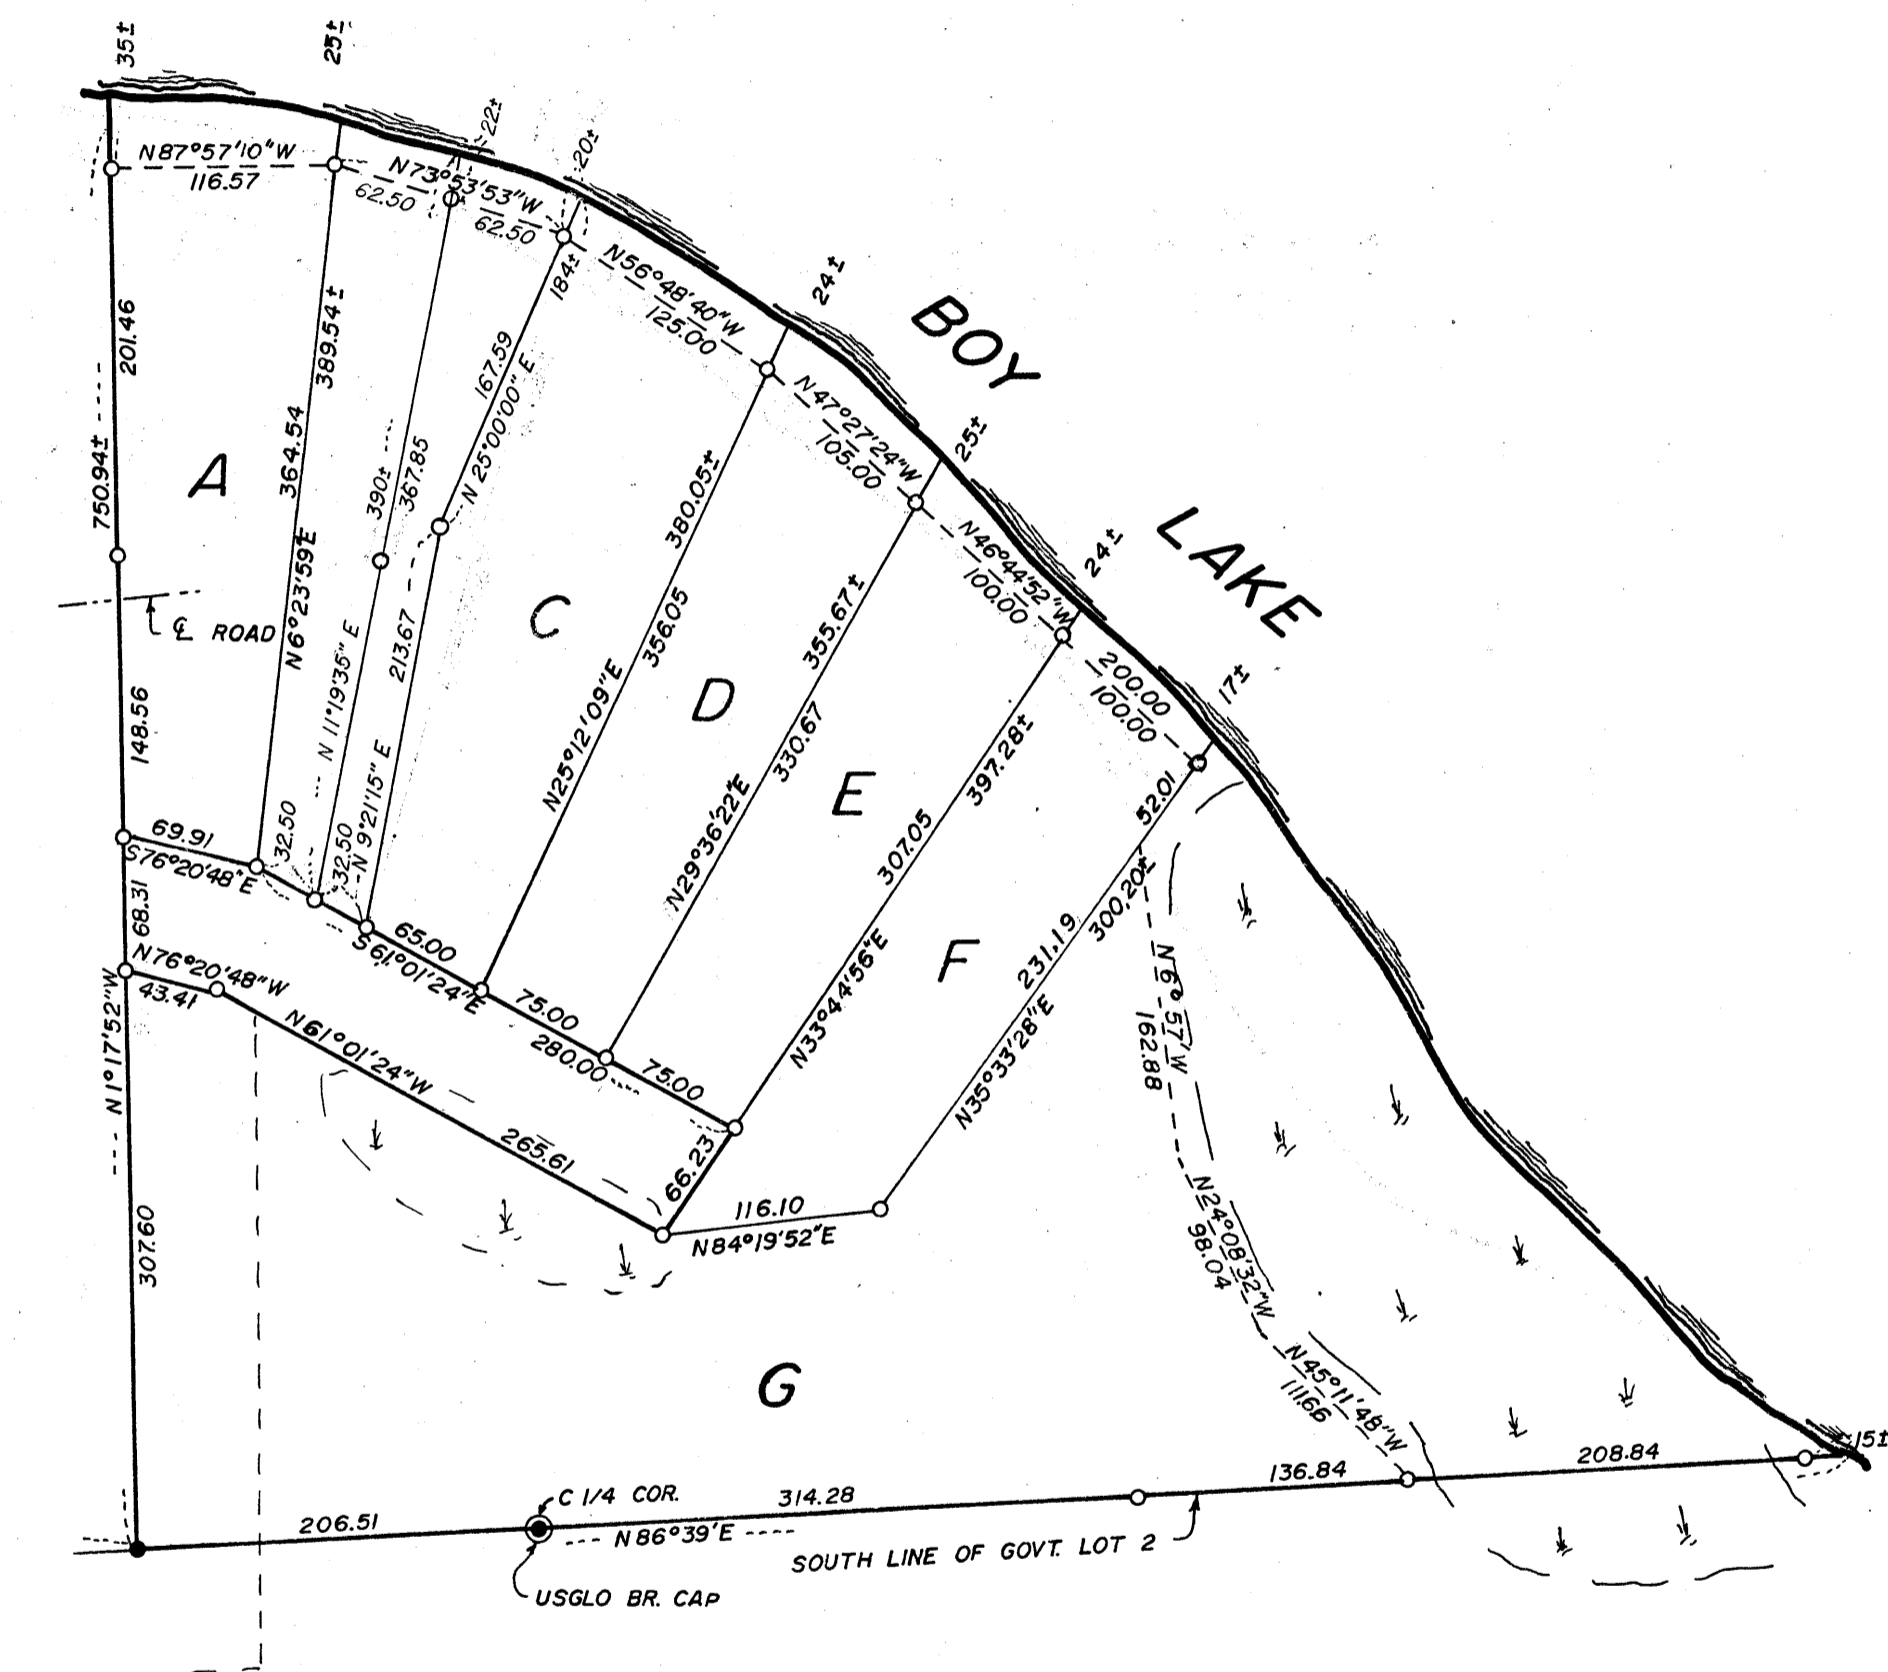 35±
25±
22±
20±
N87°57'10"W
116.57
N73°53'53"W
62.50
62.50
N56°48'40"W
125.00
184±
24±
BOY
LAKE
N47°27'24"W
105.00
25±
N46°44'52"W
100.00
24±
200.00
100.00
17±
201.46
750.94±
A
389.54±
364.54
N6°23'59"E
390±
367.85
N 11°19'35" E
167.59
N 25°00'00" E
213.67
N 9°21'15" E
C
380.05±
356.05
N25°12'09"E
D
355.67±
330.67
N29°36'22"E
E
397.28±
307.05
N33°44'56"E
F
52.01
300.20±
231.19
N35°33'28"E
℄ ROAD
148.56
69.91
S76°20'48"E
32.50
32.50
65.00
S 61°01'24"E
75.00
280.00
75.00
68.31
N76°20'48"W
43.41
N1°17'52"W
N61°01'24"W
265.61
66.23
116.10
N84°19'52"E
N6°57'W
162.88
N24°08'32"W
98.04
N45°11'48"W
111.66
307.60
G
206.51
C 1/4 COR.
314.28
N86°39'E
136.84
208.84
15±
SOUTH LINE OF GOVT. LOT 2
USGLO BR. CAP